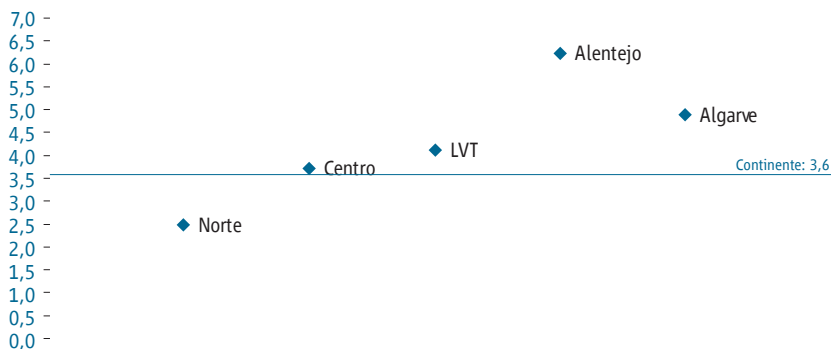 7,0
6,5
6,0
5,5
5,0
4,5
4,0
3,5
3,0
2,5
2,0
1,5
1,0
0,5
0,0
Alentejo
Algarve
LVT
Centro
Continente: 3,6
Norte